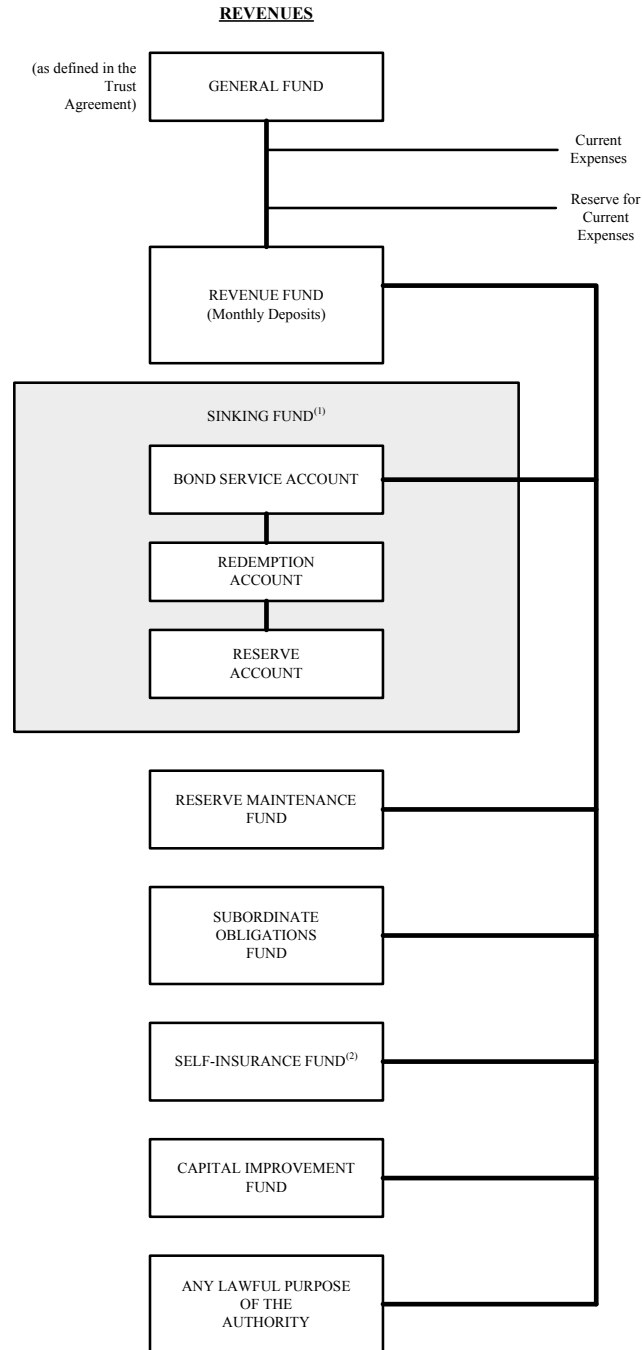 REVENUES
(as defined in the
Trust
Agreement)
GENERAL FUND
Current
Expenses
Reserve for
Current
Expenses
REVENUE FUND
(Monthly Deposits)
SINKING FUND(1)
BOND SERVICE ACCOUNT
REDEMPTION
ACCOUNT
RESERVE
ACCOUNT
RESERVE MAINTENANCE
FUND
SUBORDINATE
OBLIGATIONS
FUND
SELF-INSURANCE FUND(2)
CAPITAL IMPROVEMENT
FUND
ANY LAWFUL PURPOSE
OF THE
AUTHORITY